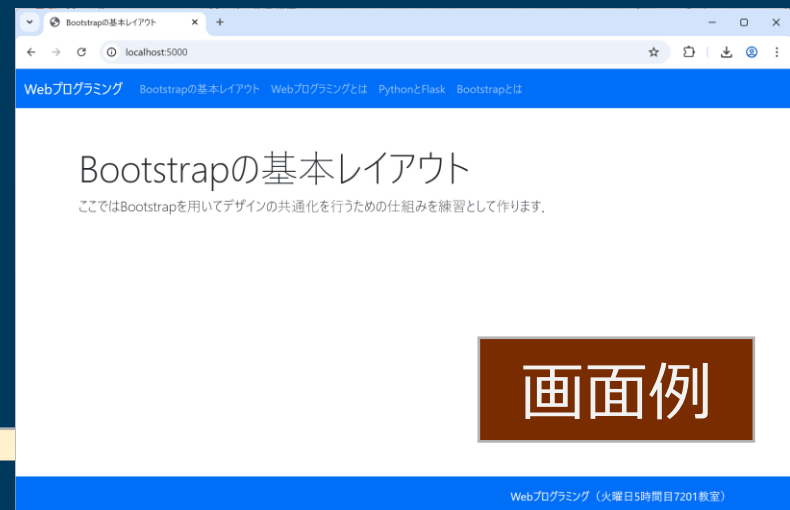 Bootstrapの基本レイアウト
localhost:5000
Webプログラミング Bootstrapの基本レイアウト Webプログラミングとは PythonとFlask Bootstrapとは
Bootstrapの基本レイアウト
ここではBootstrapを用いてデザインの共通化を行うための仕組みを練習として作ります.
画面例
Webプログラミング（火曜日5時間目7201教室）